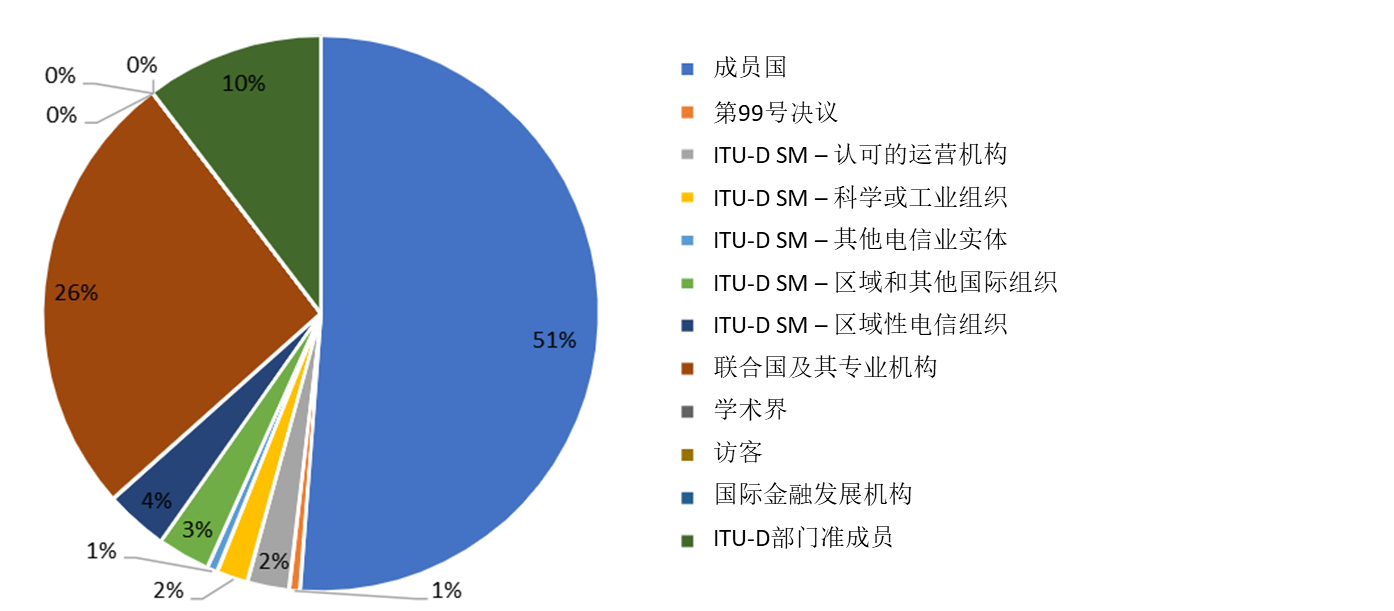 0%
0%
0%
10%
26%
51%
4%
3%
2%
1%
2%
1%
成员国
第99号决议
ITU-D SM – 认可的运营机构
ITU-D SM – 科学或工业组织
ITU-D SM – 其他电信业实体
ITU-D SM – 区域和其他国际组织
ITU-D SM – 区域性电信组织
联合国及其专业机构
学术界
访客
国际金融发展机构
ITU-D部门准成员